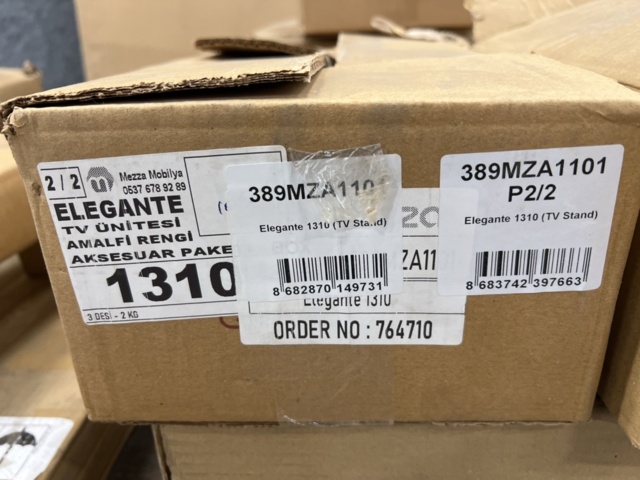 2 / 2
Mezza Mobilya
0537 678 92 89
ELEGANTE
TV ÜNİTESİ
AMALFİ RENGİ
AKSESUAR PAKE
1310
3 DESİ - 2 KG
389MZA110
Elegante 1310 (TV Stand)
8 682870 149731
ZA11
Elegante 1310
ORDER NO : 764710
389MZA1101
P2/2
Elegante 1310 (TV Stand)
8 683742 397663